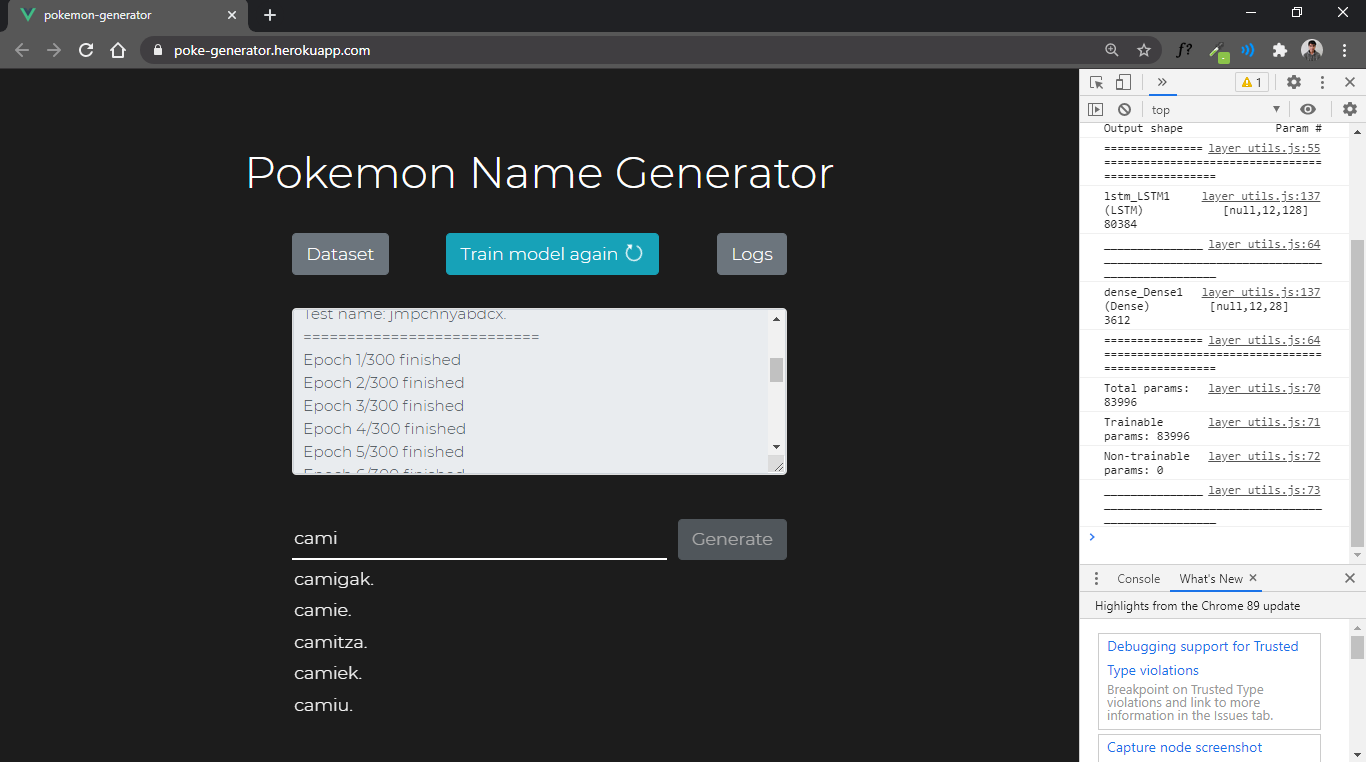 pokemon-generator
poke-generator.herokuapp.com
f?
Pokemon Name Generator
Dataset
Train model again
Logs
Test name: jmpchnyabdcx.
===========================
Epoch 1/300 finished
Epoch 2/300 finished
Epoch 3/300 finished
Epoch 4/300 finished
Epoch 5/300 finished
Epoch 6/300 finished
cami
Generate
camigak.
camie.
camitza.
camiek.
camiu.
1
top
Output shape Param #
=============== layer_utils.js:55
=================================
=================
lstm_LSTM1 layer_utils.js:137
(LSTM) [null,12,128]
80384
_______________ layer_utils.js:64
_________________________________
_________________
dense_Dense1 layer_utils.js:137
(Dense) [null,12,28]
3612
=============== layer_utils.js:64
=================================
=================
Total params: layer_utils.js:70
83996
Trainable layer_utils.js:71
params: 83996
Non-trainable layer_utils.js:72
params: 0
_______________ layer_utils.js:73
_________________________________
_________________
Console
What's New
Highlights from the Chrome 89 update
Debugging support for Trusted
Type violations
Breakpoint on Trusted Type
violations and link to more
information in the Issues tab.
Capture node screenshot